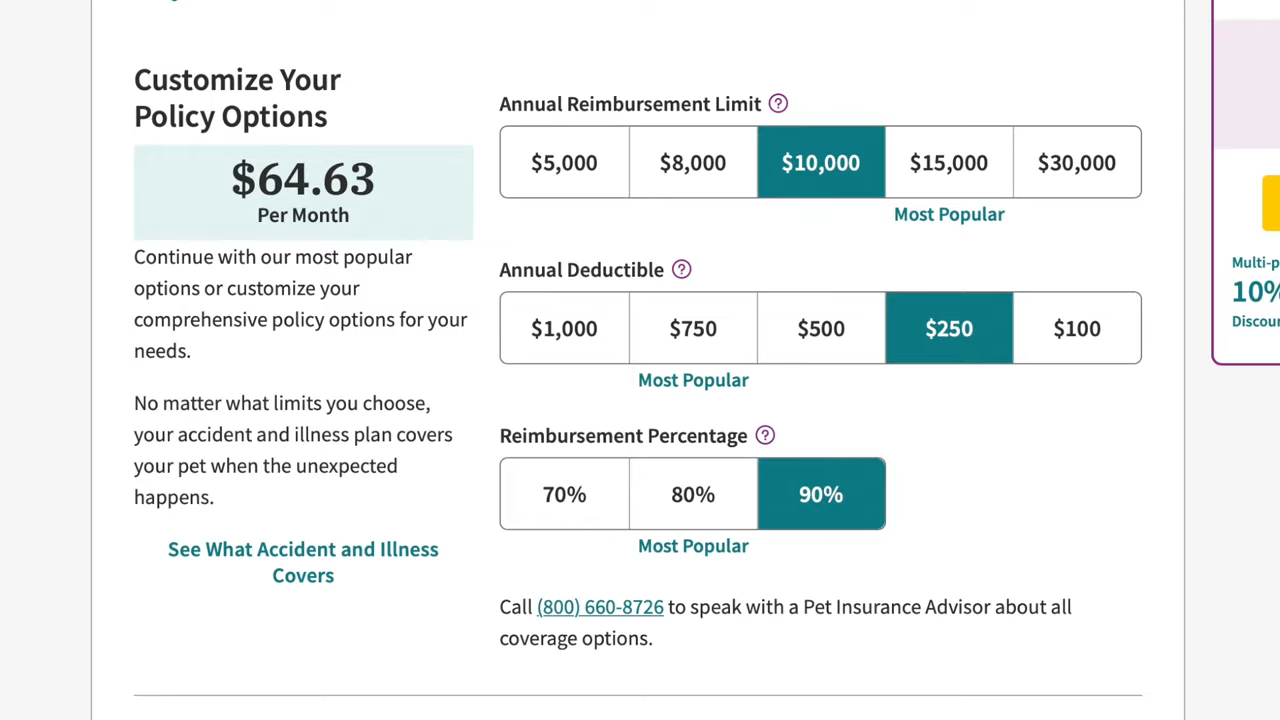 Customize Your
Policy Options
$64.63
Per Month
Continue with our most popular
options or customize your
comprehensive policy options for your
needs.
No matter what limits you choose,
your accident and illness plan covers
your pet when the unexpected
happens.
See What Accident and Illness
Covers
Annual Reimbursement Limit ?
$5,000 $8,000 $10,000 $15,000 $30,000
Most Popular
Annual Deductible ?
$1,000 $750 $500 $250 $100
Most Popular
Reimbursement Percentage ?
70% 80% 90%
Most Popular
Call (800) 660-8726 to speak with a Pet Insurance Advisor about all
coverage options.
Multi-p
10%
Discoun